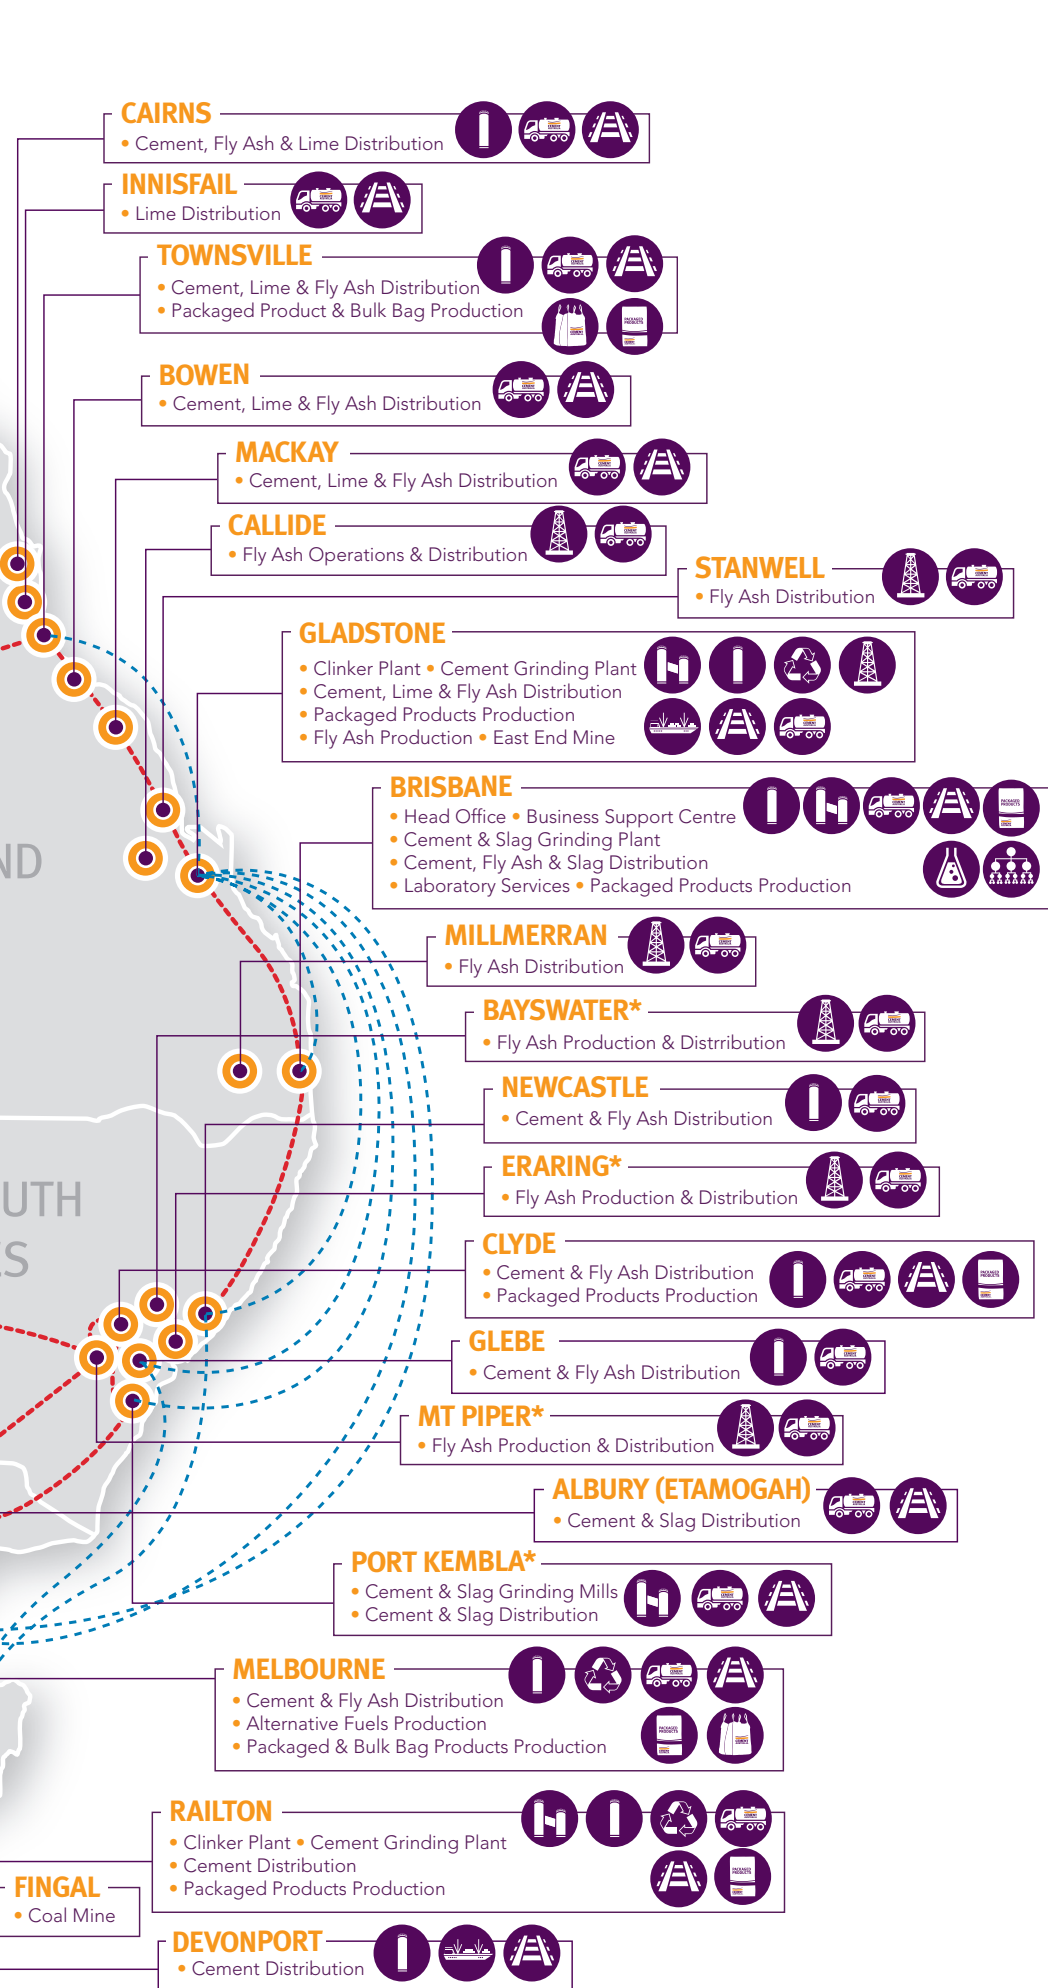 CAIRNS
• Cement, Fly Ash & Lime Distribution
INNISFAIL
• Lime Distribution
TOWNSVILLE
• Cement, Lime & Fly Ash Distribution
• Packaged Product & Bulk Bag Production
BOWEN
• Cement, Lime & Fly Ash Distribution
MACKAY
• Cement, Lime & Fly Ash Distribution
CALLIDE
• Fly Ash Operations & Distribution
STANWELL
• Fly Ash Distribution
GLADSTONE
• Clinker Plant • Cement Grinding Plant
• Cement, Lime & Fly Ash Distribution
• Packaged Products Production
• Fly Ash Production • East End Mine
BRISBANE
• Head Office • Business Support Centre
• Cement & Slag Grinding Plant
• Cement, Fly Ash & Slag Distribution
• Laboratory Services • Packaged Products Production
ND
MILLMERRAN
• Fly Ash Distribution
BAYSWATER*
• Fly Ash Production & Distrribution
NEWCASTLE
• Cement & Fly Ash Distribution
ERARING*
• Fly Ash Production & Distribution
UTH
ES
CLYDE
• Cement & Fly Ash Distribution
• Packaged Products Production
GLEBE
• Cement & Fly Ash Distribution
MT PIPER*
• Fly Ash Production & Distribution
ALBURY (ETAMOGAH)
• Cement & Slag Distribution
PORT KEMBLA*
• Cement & Slag Grinding Mills
• Cement & Slag Distribution
MELBOURNE
• Cement & Fly Ash Distribution
• Alternative Fuels Production
• Packaged & Bulk Bag Products Production
RAILTON
• Clinker Plant • Cement Grinding Plant
• Cement Distribution
• Packaged Products Production
FINGAL
• Coal Mine
DEVONPORT
• Cement Distribution